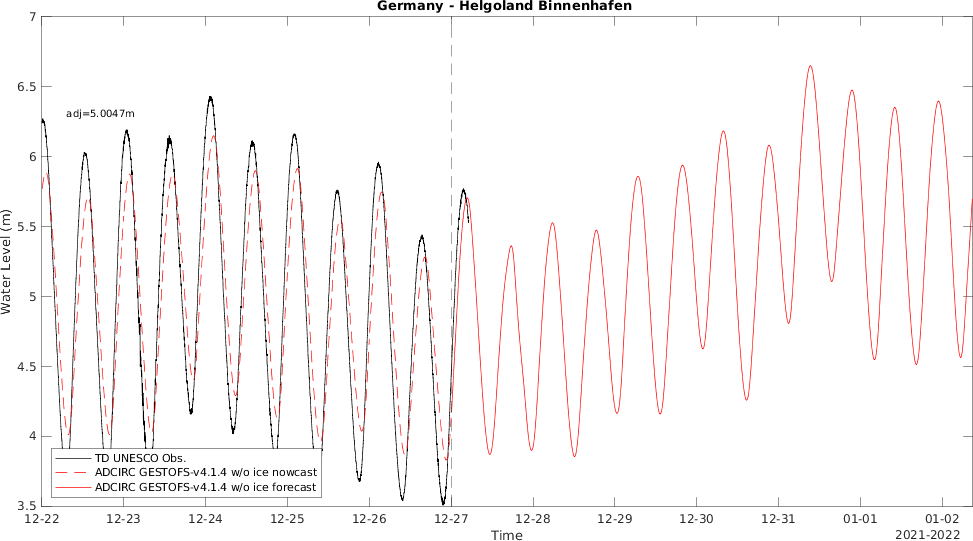 Germany - Helgoland Binnenhafen
7
6.5
adj=5.0047m
6
5.5
Water Level (m)
5
4.5
4
TD UNESCO Obs.
ADCIRC GESTOFS-v4.1.4 w/o ice nowcast
ADCIRC GESTOFS-v4.1.4 w/o ice forecast
3.5
12-22 12-23 12-24 12-25 12-26 12-27 12-28 12-29 12-30 12-31 01-01 01-02
Time
2021-2022